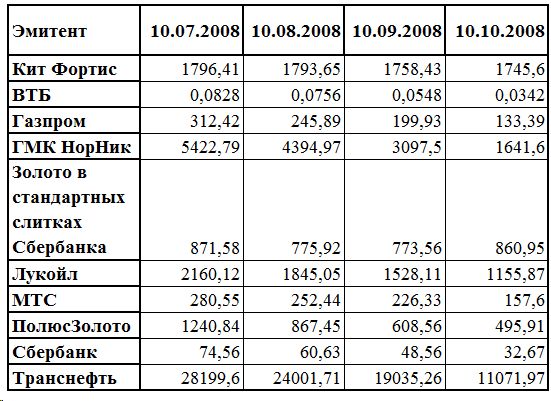 Эмитент 10.07.2008 10.08.2008 10.09.2008 10.10.2008
Кит Фортис 1796,41 1793,65 1758,43 1745,6
ВТБ 0,0828 0,0756 0,0548 0,0342
Газпром 312,42 245,89 199,93 133,39
ГМК НорНик 5422,79 4394,97 3097,5 1641,6
Золото в
стандартных
слитках
Сбербанка 871,58 775,92 773,56 860,95
Лукойл 2160,12 1845,05 1528,11 1155,87
МТС 280,55 252,44 226,33 157,6
ПолюсЗолото 1240,84 867,45 608,56 495,91
Сбербанк 74,56 60,63 48,56 32,67
Транснефть 28199,6 24001,71 19035,26 11071,97